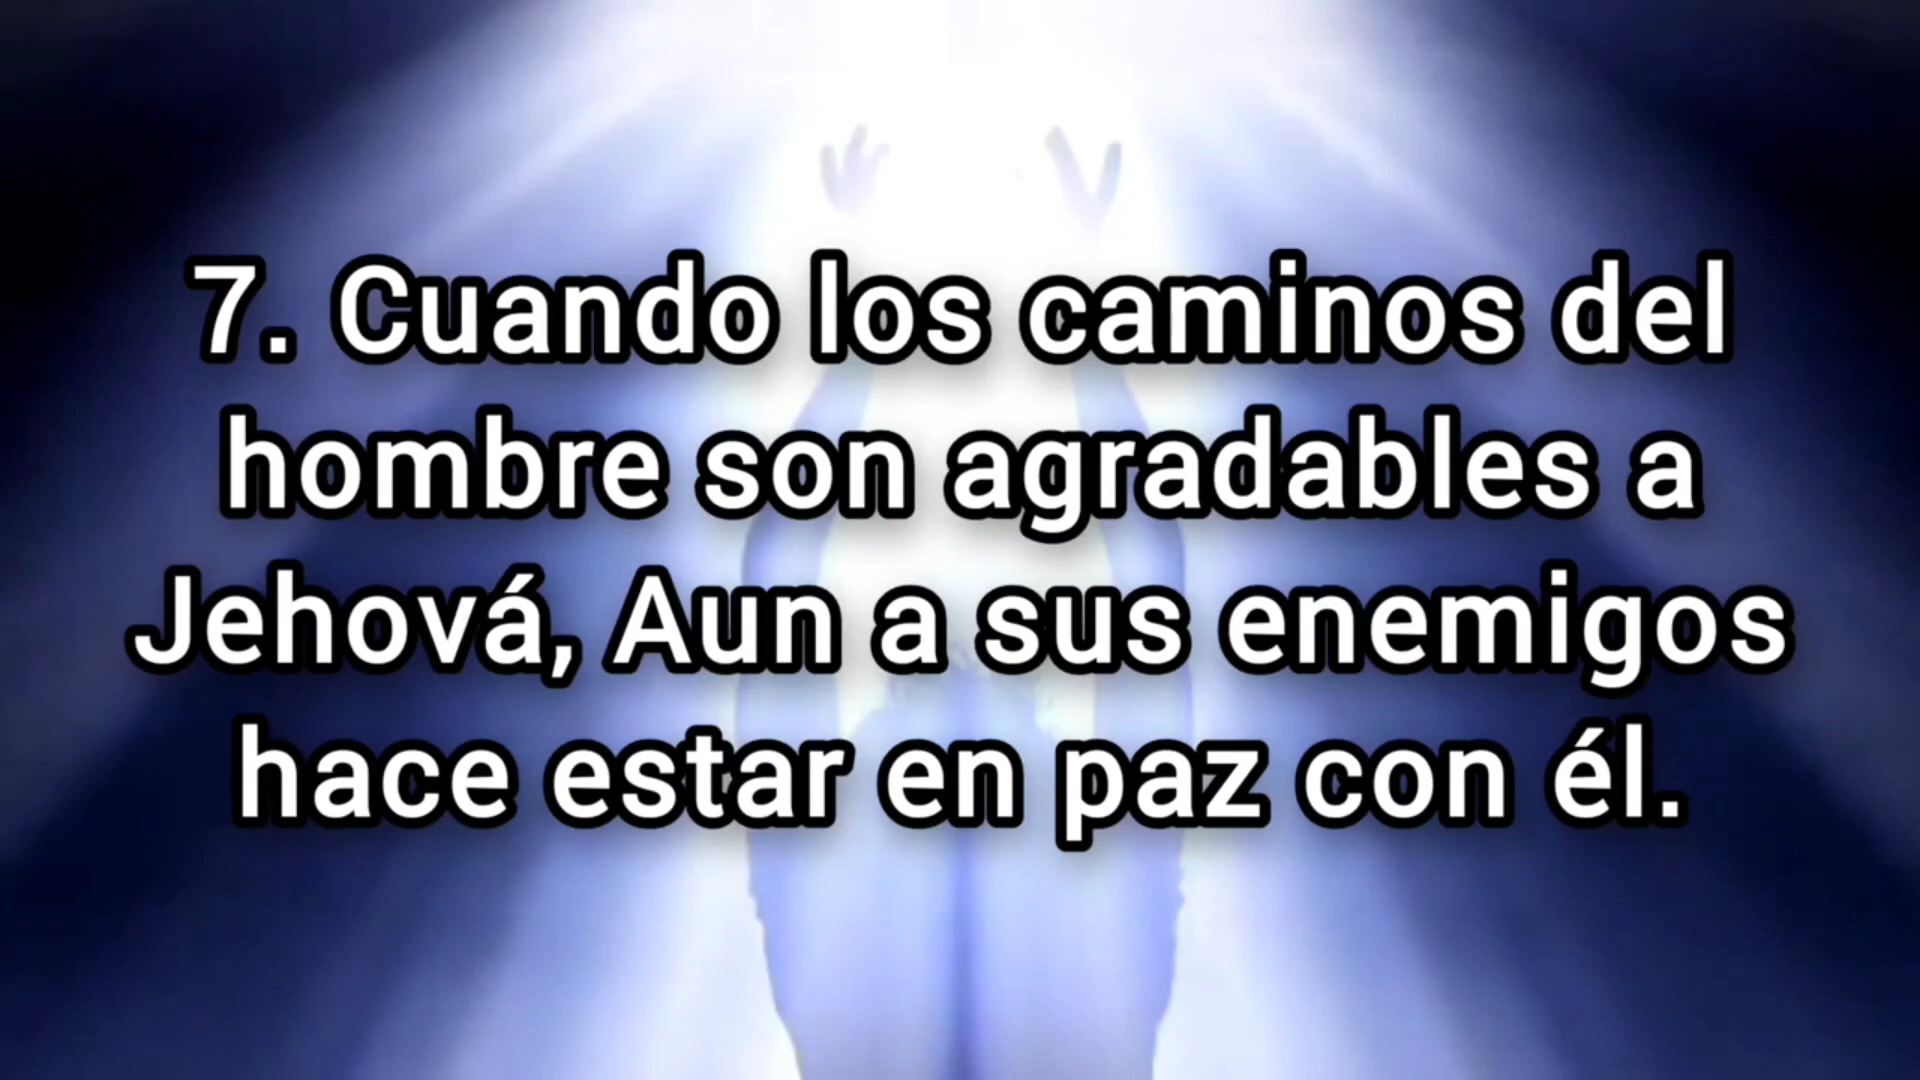 7. Cuando los caminos del
hombre son agradables a
Jehová, Aun a sus enemigos
hace estar en paz con él.